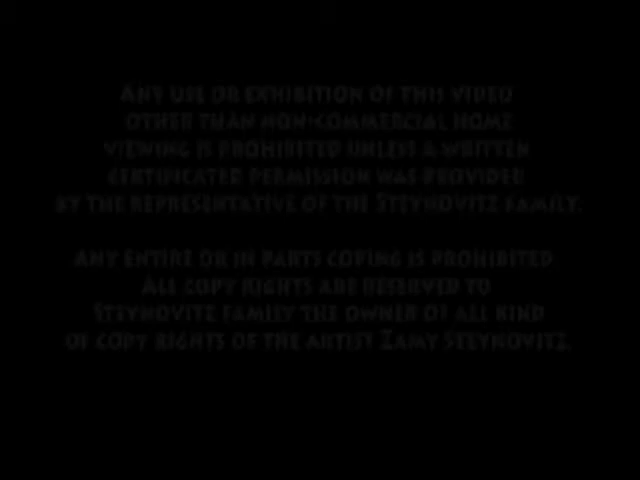 ANY USE OR EXHIBITION OF THIS VIDEO
OTHER THAN NON-COMMERCIAL HOME
VIEWING IS PROHIBITED UNLESS A WRITTEN
CERTIFICATED PERMISSION WAS PROVIDED
BY THE REPRESENTATIVE OF THE STEYNOVITZ FAMILY.
ANY ENTIRE OR IN PARTS COPING IS PROHIBITED
ALL COPY RIGHTS ARE RESERVED TO
STEYNOVITZ FAMILY THE OWNER OF ALL KIND
OF COPY RIGHTS OF THE ARTIST ZAMY STEYNOVITZ.